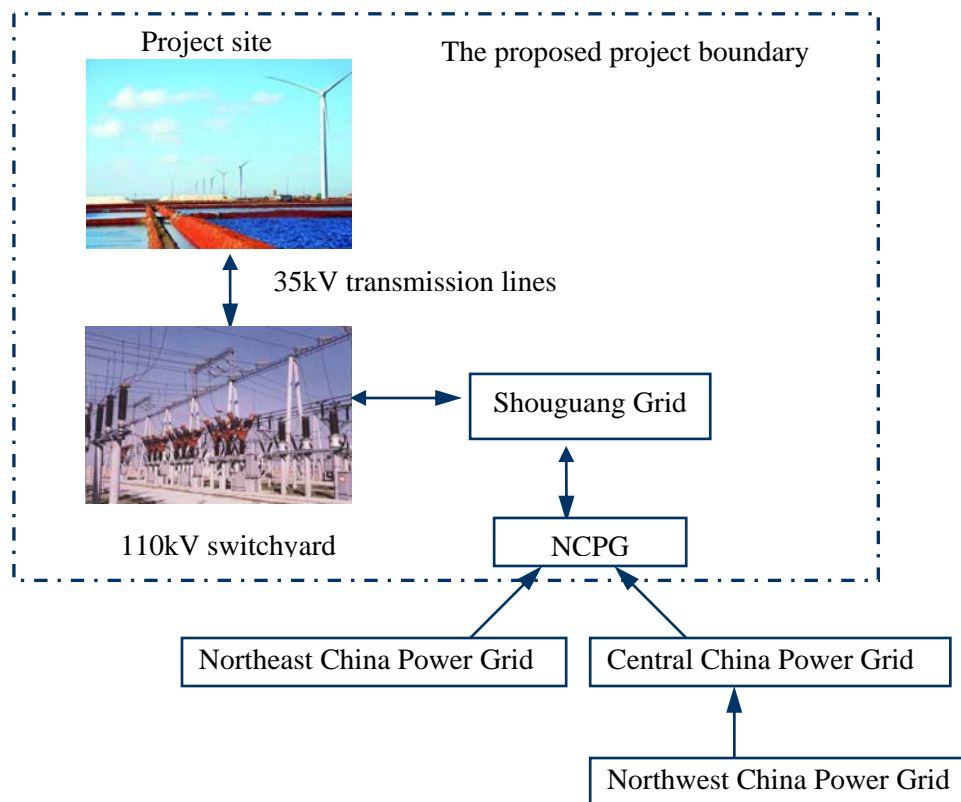 Project site
The proposed project boundary
35kV transmission lines
Shouguang Grid
110kV switchyard
NCPG
Northeast China Power Grid
Central China Power Grid
Northwest China Power Grid